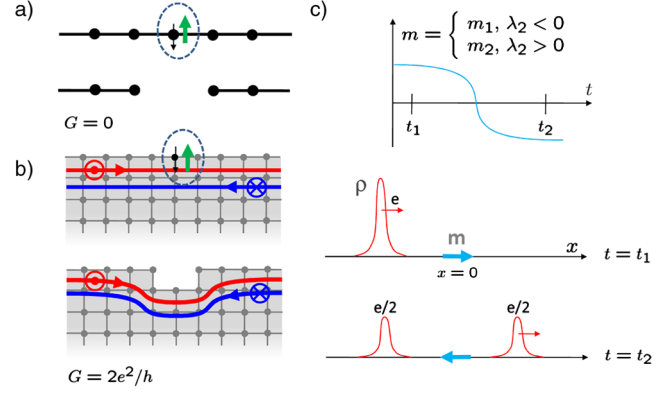 a)
G = 0
b)
G = 2e²/h
c)
m = { m₁, λ₂ < 0
m₂, λ₂ > 0
t
t₁ t₂
ρ
e
m
x = 0
x
t = t₁
e/2 e/2
t = t₂